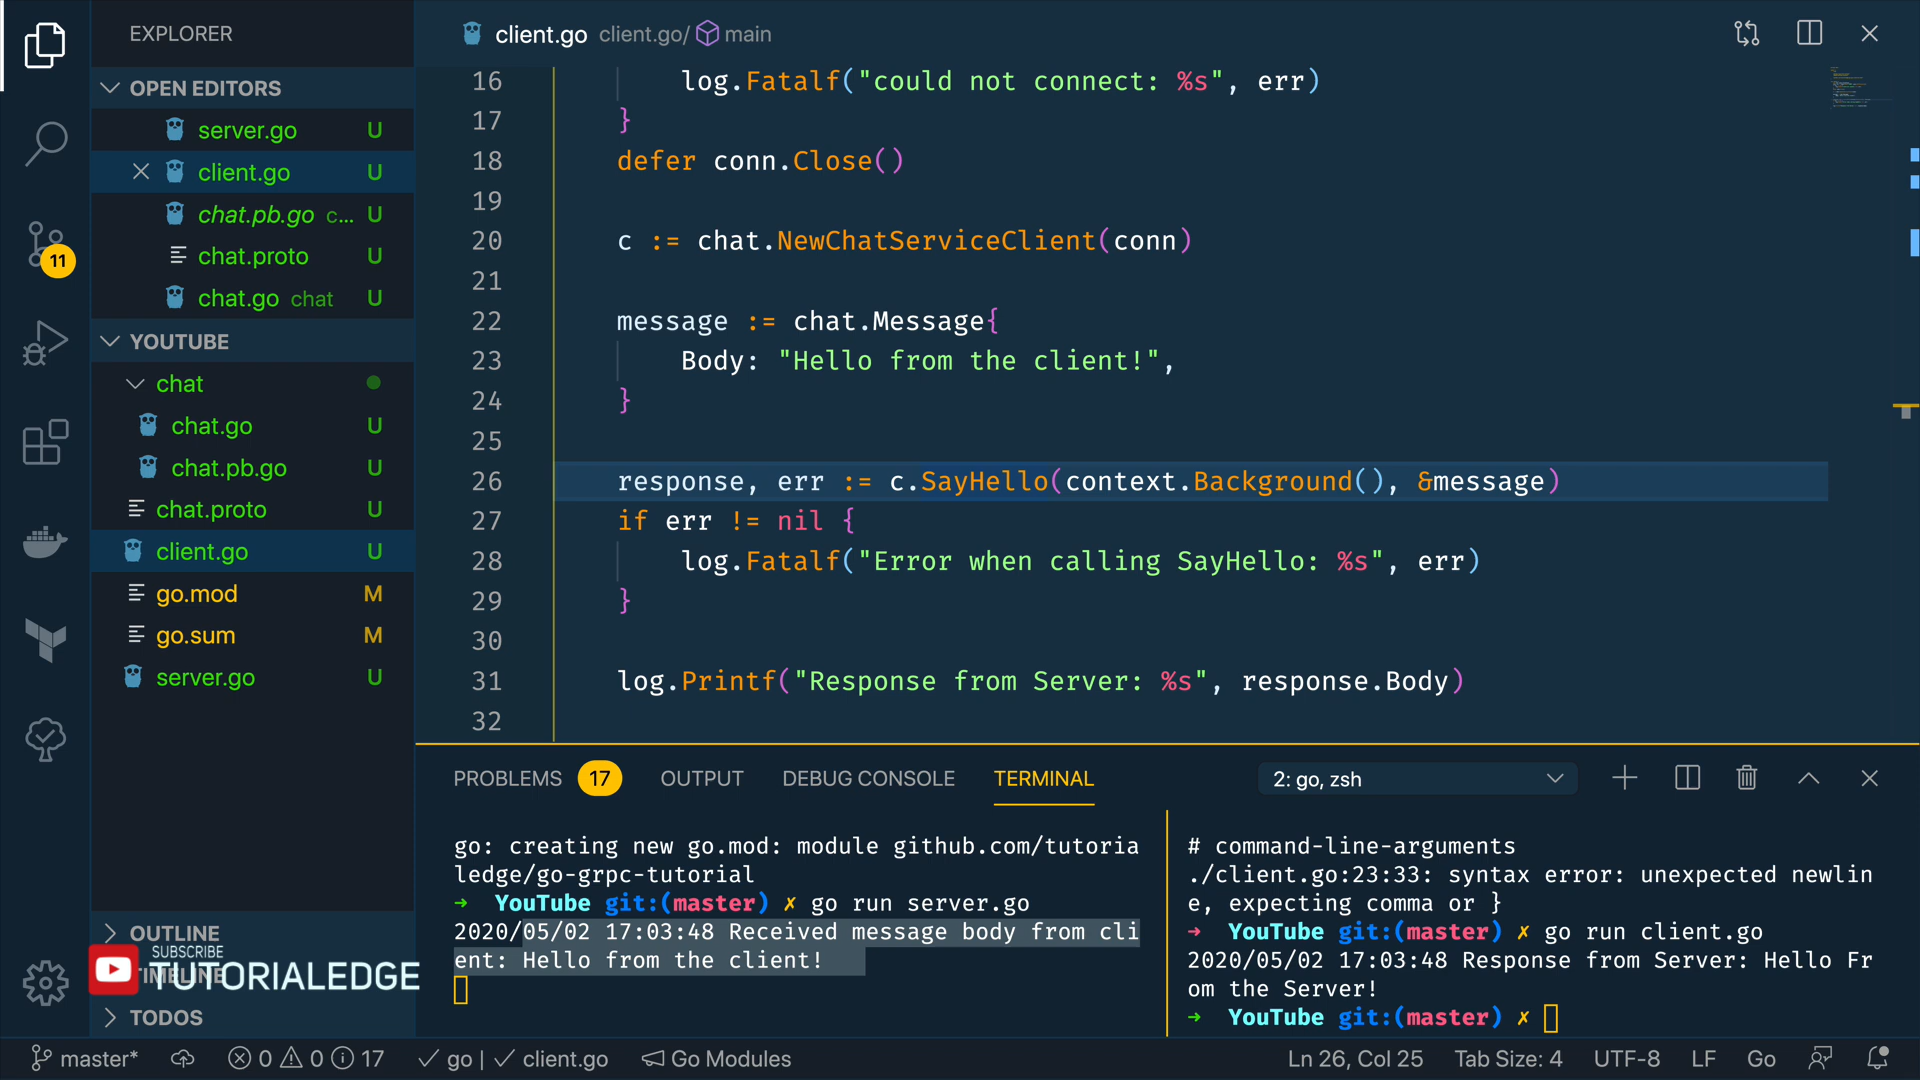 EXPLORER
OPEN EDITORS
server.go U
client.go U
chat.pb.go c... U
chat.proto U
chat.go chat U
YOUTUBE
chat
chat.go U
chat.pb.go U
chat.proto U
client.go U
go.mod M
go.sum M
server.go U
OUTLINE
TIMELINE
TODOS
11
SUBSCRIBE
TUTORIALEDGE
client.go client.go/ main
16 log.Fatalf("could not connect: %s", err)
17 }
18 defer conn.Close()
19
20 c := chat.NewChatServiceClient(conn)
21
22 message := chat.Message{
23 Body: "Hello from the client!",
24 }
25
26 response, err := c.SayHello(context.Background(), &message)
27 if err != nil {
28 log.Fatalf("Error when calling SayHello: %s", err)
29 }
30
31 log.Printf("Response from Server: %s", response.Body)
32
PROBLEMS 17 OUTPUT DEBUG CONSOLE TERMINAL 2: go, zsh
go: creating new go.mod: module github.com/tutoria
ledge/go-grpc-tutorial
→ YouTube git:(master) ✗ go run server.go
2020/05/02 17:03:48 Received message body from cli
ent: Hello from the client!
# command-line-arguments
./client.go:23:33: syntax error: unexpected newlin
e, expecting comma or }
→ YouTube git:(master) ✗ go run client.go
2020/05/02 17:03:48 Response from Server: Hello Fr
om the Server!
→ YouTube git:(master) ✗
master* 0 0 17 go | client.go Go Modules Ln 26, Col 25 Tab Size: 4 UTF-8 LF Go